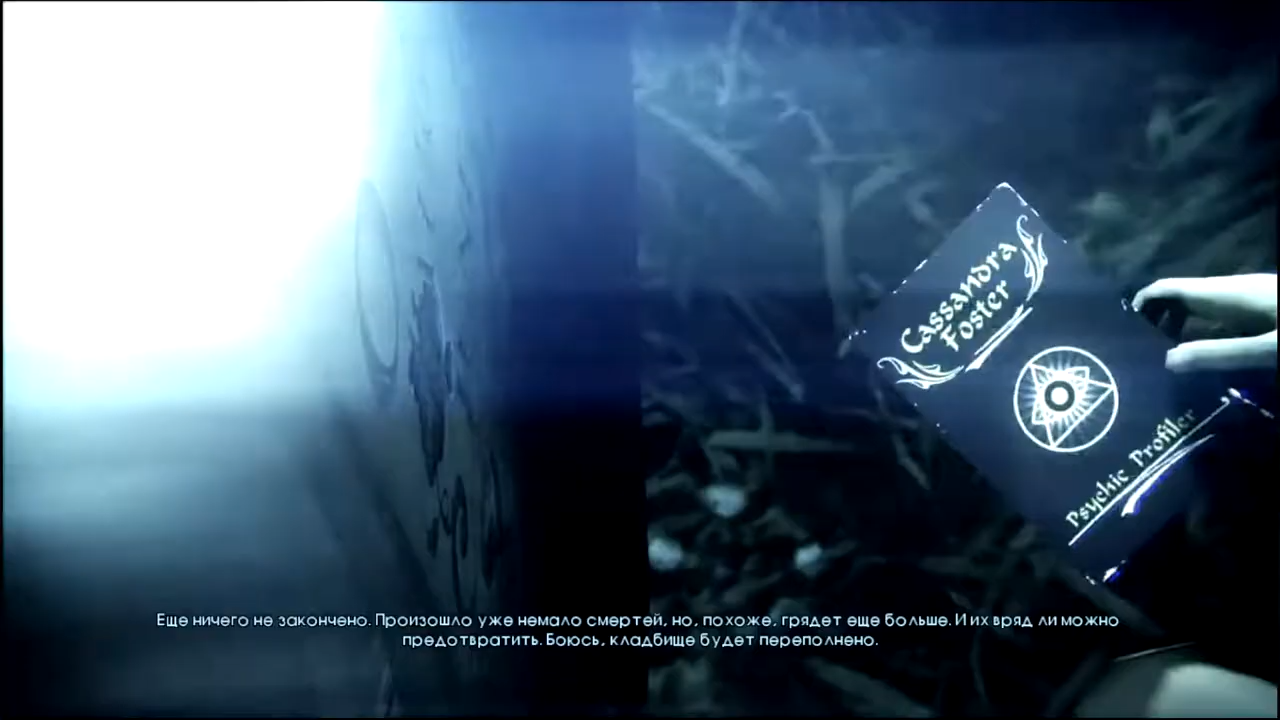 Cassandra
Foster
Psychic Profiler
Еще ничего не закончено. Произошло уже немало смертей, но, похоже, грядет еще больше. И их вряд ли можно
предотвратить. Боюсь, кладбище будет переполнено.